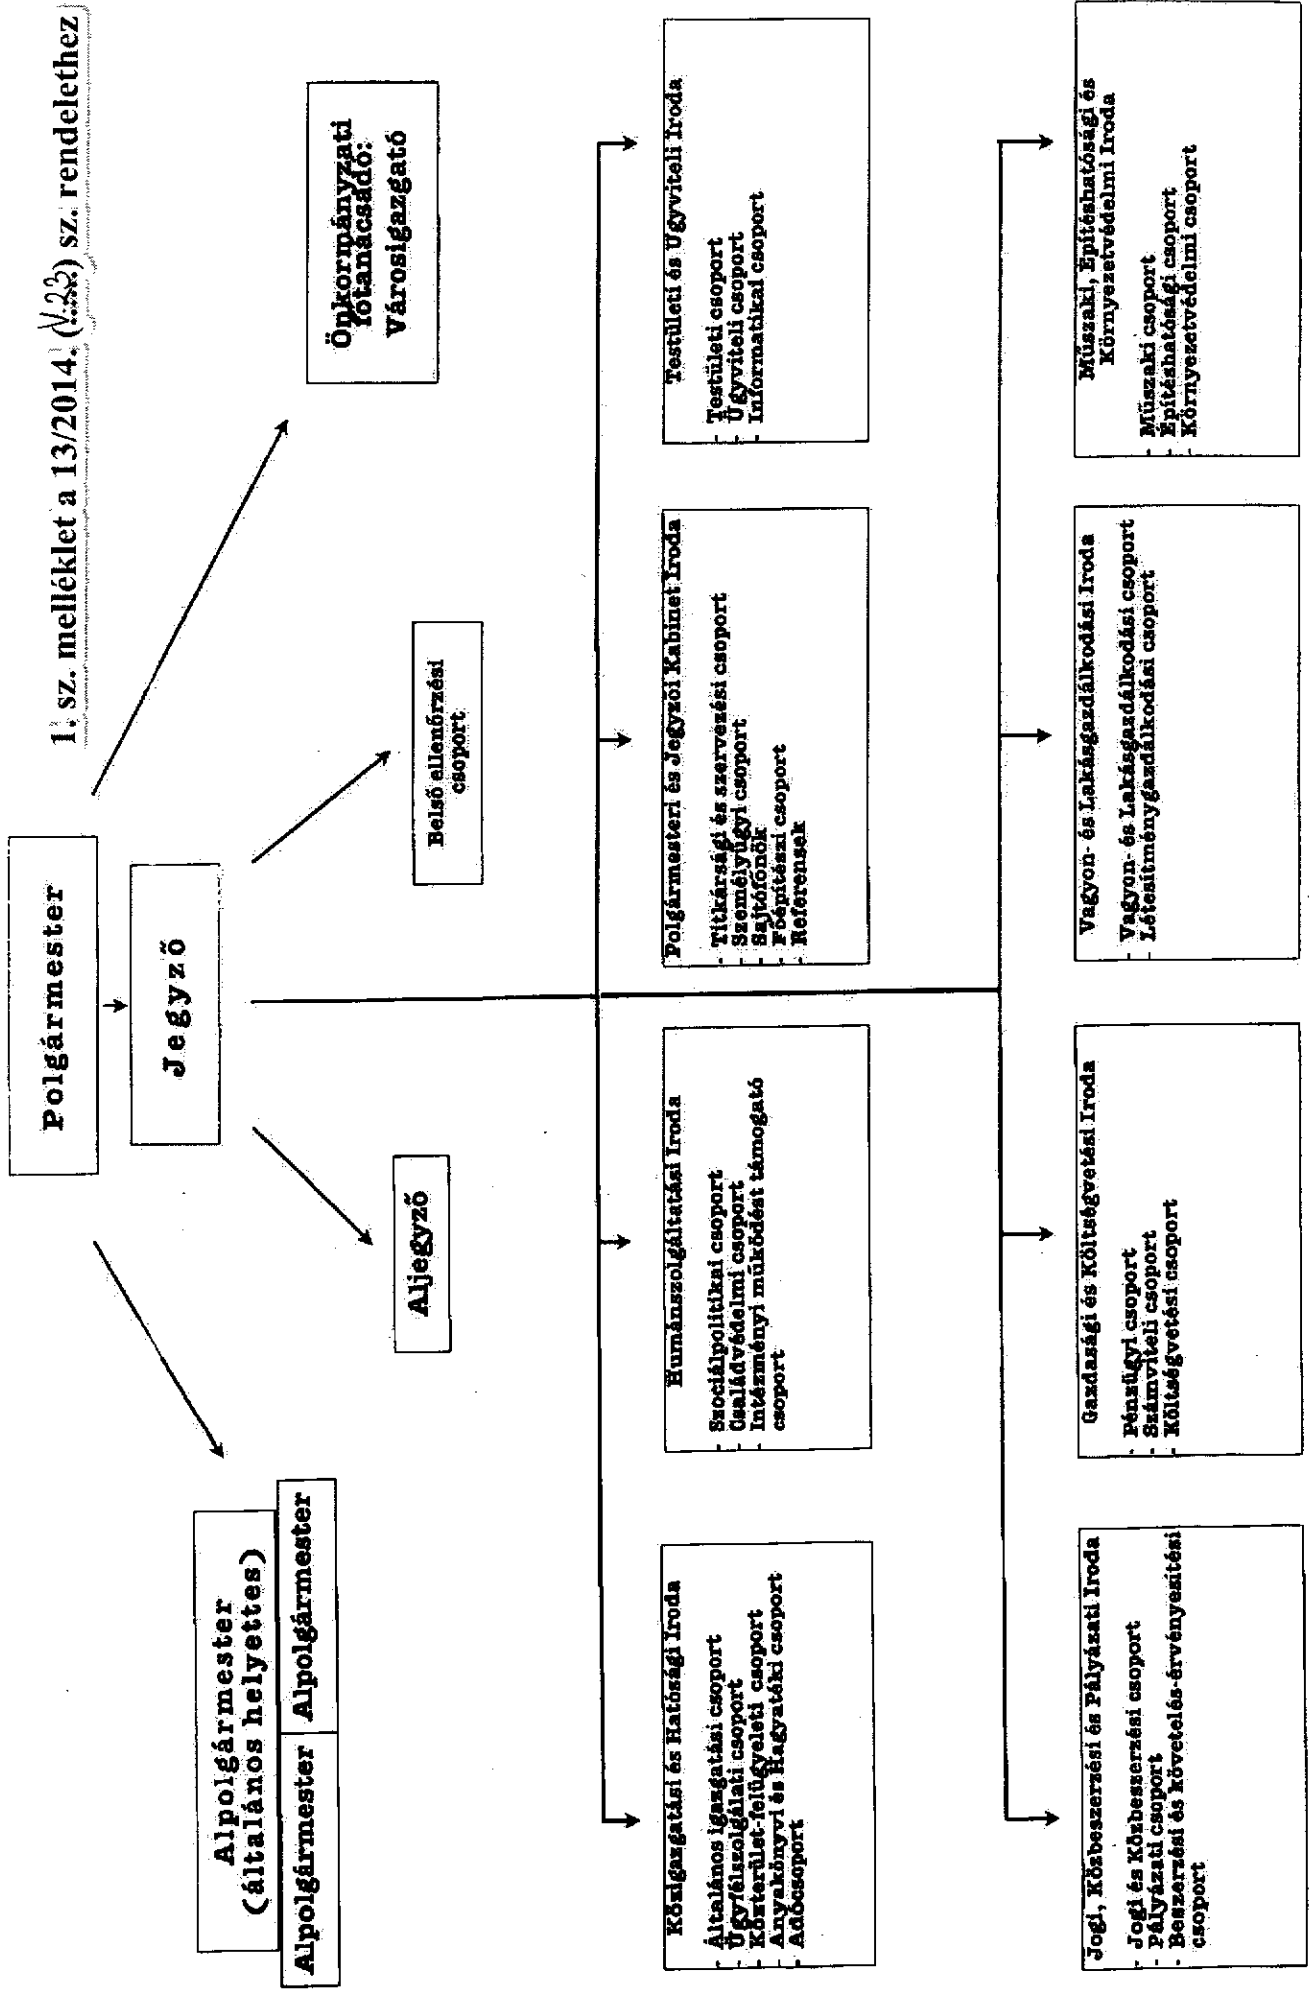 1. sz. melléklet a 13/2014. (V.23) sz. rendelethez
Polgármester
Jegyző
Alpolgármester
(általános helyettes)
Alpolgármester
Alpolgármester
Aljegyző
Belső ellenőrzési
csoport
Önkormányzati
főtanácsadó:
Városigazgató
Közigazgatási és Hatósági Iroda
- Általános igazgatási csoport
- Ügyfélszolgálati csoport
- Közterület-felügyeleti csoport
- Anyakönyvi és Hagyatéki csoport
- Adócsoport
Humánszolgáltatási Iroda
- Szociálpolitikai csoport
- Családvédelmi csoport
- Intézményi működést támogató
csoport
Polgármesteri és Jegyzői Kabinet Iroda
- Titkársági és szervezési csoport
- Személyügyi csoport
- Sajtófőnök
- Főépítészi csoport
- Referensek
Testületi és Ügyviteli Iroda
- Testületi csoport
- Ügyviteli csoport
- Informatikai csoport
Jogi, Közbeszerzési és Pályázati Iroda
- Jogi és Közbeszerzési csoport
- Pályázati csoport
- Beszerzési és követelés-érvényesítési
csoport
Gazdasági és Költségvetési Iroda
- Pénzügyi csoport
- Számviteli csoport
- Költségvetési csoport
Vagyon- és Lakásgazdálkodási Iroda
- Vagyon- és Lakásgazdálkodási csoport
- Létesítménygazdálkodási csoport
Műszaki, Építéshatósági és
Környezetvédelmi Iroda
- Műszaki csoport
- Építéshatósági csoport
- Környezetvédelmi csoport